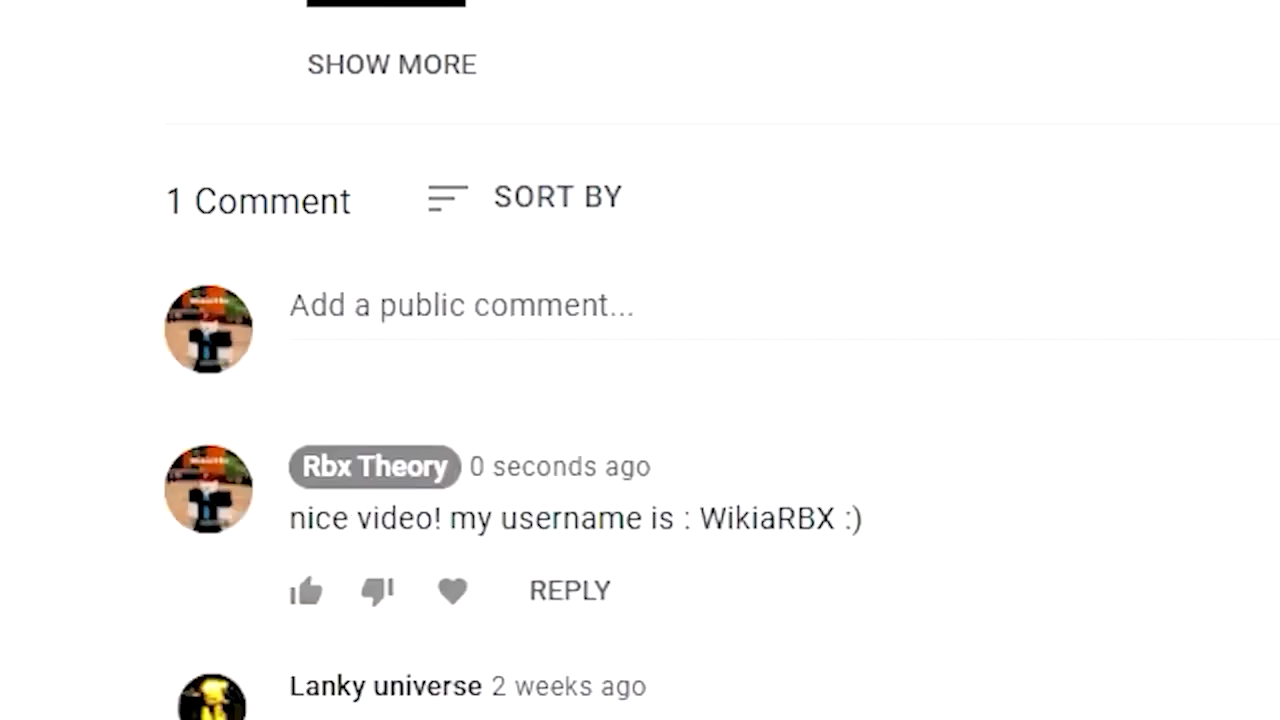 SHOW MORE
1 Comment
SORT BY
Add a public comment...
Rbx Theory 0 seconds ago
nice video! my username is : WikiaRBX :)
REPLY
Lanky universe 2 weeks ago